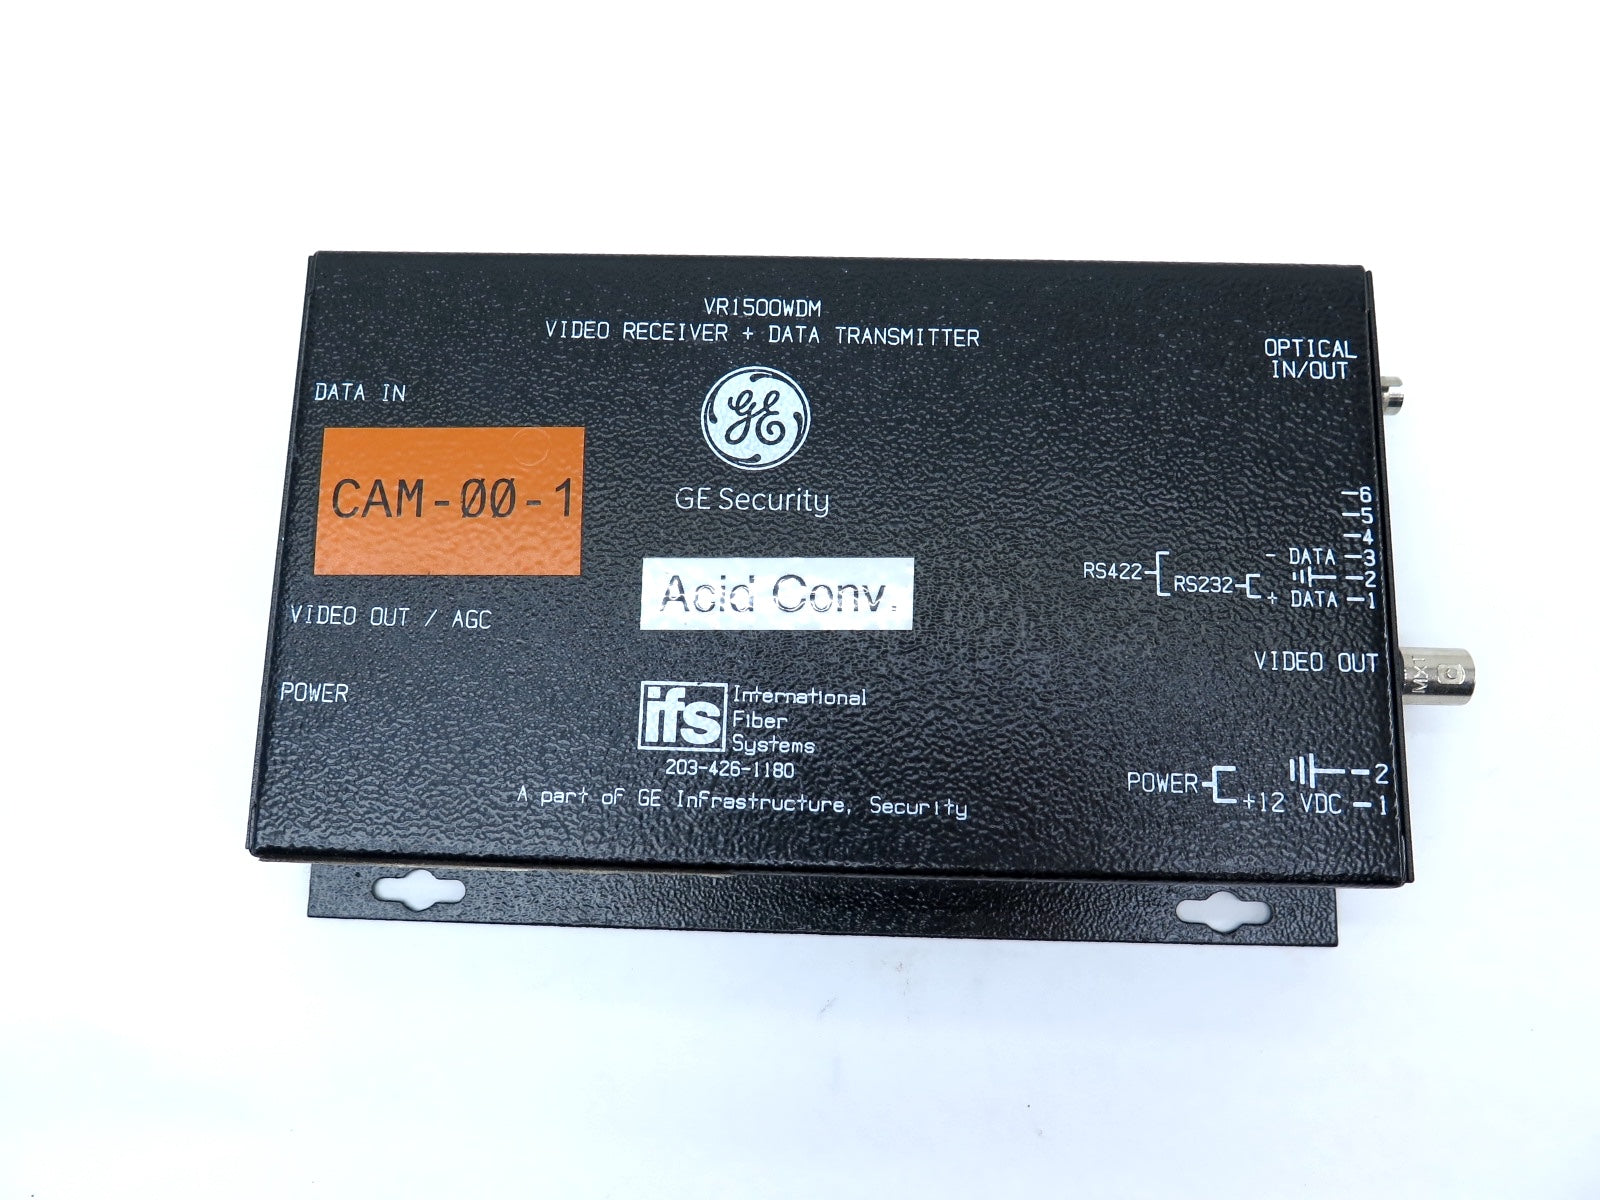 VR1500WDM
VIDEO RECEIVER + DATA TRANSMITTER
OPTICAL
IN/OUT
DATA IN
GE
CAM-00-1
GE Security
6
5
4
- DATA 3
RS422 RS232 2
+ DATA 1
Acid Conv.
VIDEO OUT / AGC
VIDEO OUT
MX1
POWER
ifs International
Fiber
Systems
203-426-1180
POWER 2
+12 VDC 1
A part of GE Infrastructure, Security